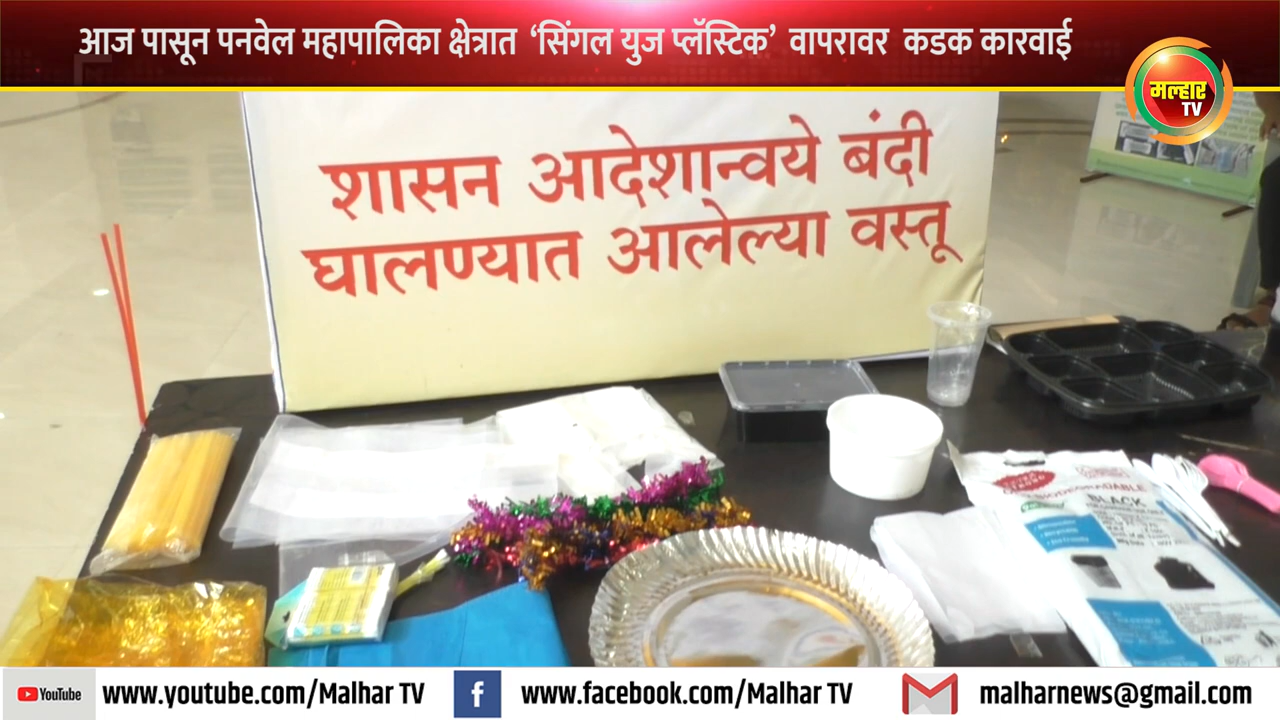 आज पासून पनवेल महापालिका क्षेत्रात ‘सिंगल युज प्लॅस्टिक’ वापरावर कडक कारवाई
मल्हार
TV
शासन आदेशान्वये बंदी
घालण्यात आलेल्या वस्तू
BLACK
YouTube
www.youtube.com/Malhar TV
f
www.facebook.com/Malhar TV
malharnews@gmail.com